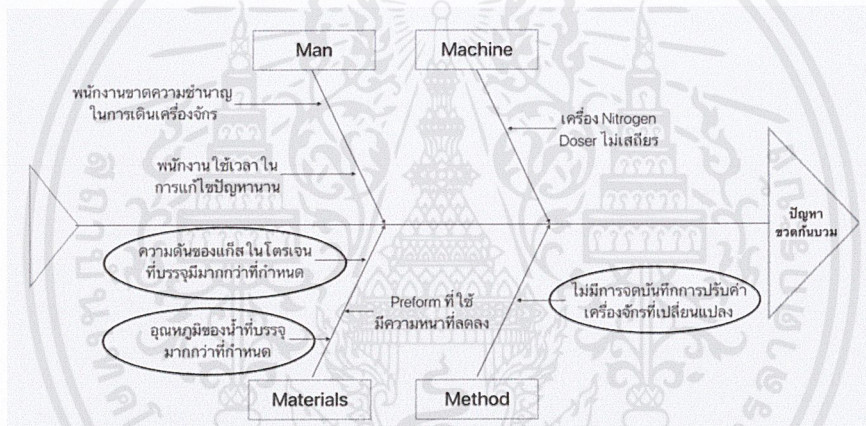 Man
Machine
พนักงานขาดความชำนาญ
ในการเดินเครื่องจักร
เครื่อง Nitrogen
Doser ไม่เสถียร
พนักงานใช้เวลาใน
การแก้ไขปัญหานาน
ปัญหา
ขวดก้นบวม
ความดันของแก็สไนโตรเจน
ที่บรรจุมีมากกว่าที่กำหนด
Preform ที่ใช้
มีความหนาที่ลดลง
ไม่มีการจดบันทึกการปรับค่า
เครื่องจักรที่เปลี่ยนแปลง
อุณหภูมิของน้ำที่บรรจุ
มากกว่าที่กำหนด
Materials
Method